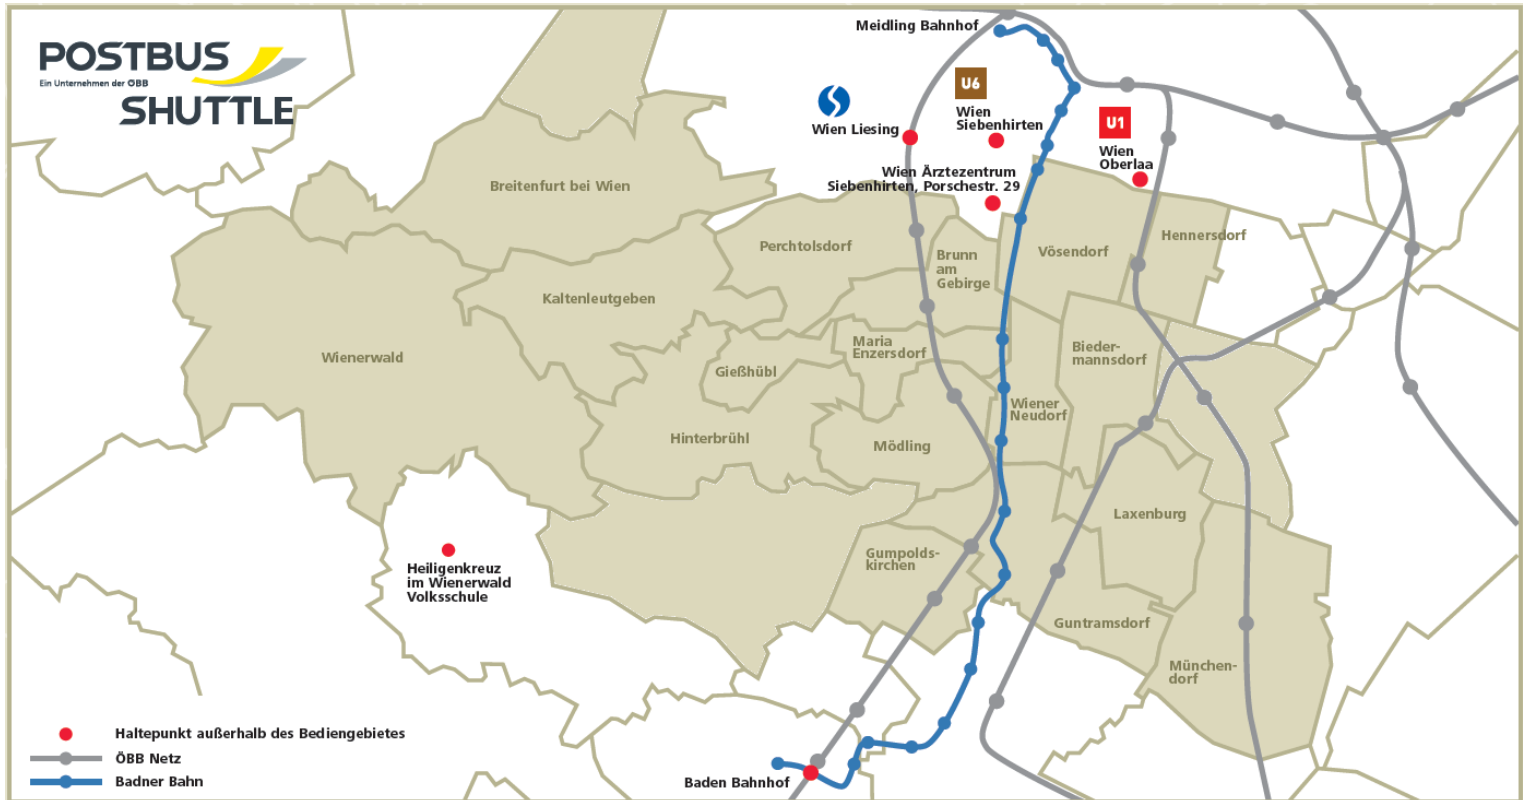 POSTBUS
Ein Unternehmen der ÖBB
SHUTTLE
Meidling Bahnhof
U6
Wien
Siebenhirten
Wien Liesing
U1
Wien
Oberlaa
Wien Ärztezentrum
Siebenhirten, Porschestr. 29
Breitenfurt bei Wien
Perchtolsdorf
Brunn
am
Gebirge
Vösendorf
Hennersdorf
Kaltenleutgeben
Wienerwald
Maria
Enzersdorf
Bieder-
mannsdorf
Gießhübl
Wiener
Neudorf
Hinterbrühl
Mödling
Laxenburg
Gumpolds-
kirchen
Heiligenkreuz
im Wienerwald
Volksschule
Guntramsdorf
München-
dorf
Haltepunkt außerhalb des Bediengebietes
ÖBB Netz
Badner Bahn
Baden Bahnhof